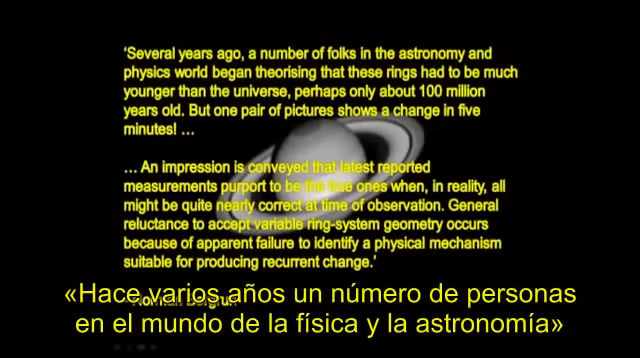 ‘Several years ago, a number of folks in the astronomy and
physics world began theorising that these rings had to be much
younger than the universe, perhaps only about 100 million
years old. But one pair of pictures shows a change in five
minutes! …
… An impression is conveyed that latest reported
measurements purport to be the true ones when, in reality, all
might be quite nearly correct at time of observation. General
reluctance to accept variable ring-system geometry occurs
because of apparent failure to identify a physical mechanism
suitable for producing recurrent change.’
«Hace varios años un número de personas
en el mundo de la física y la astronomía»